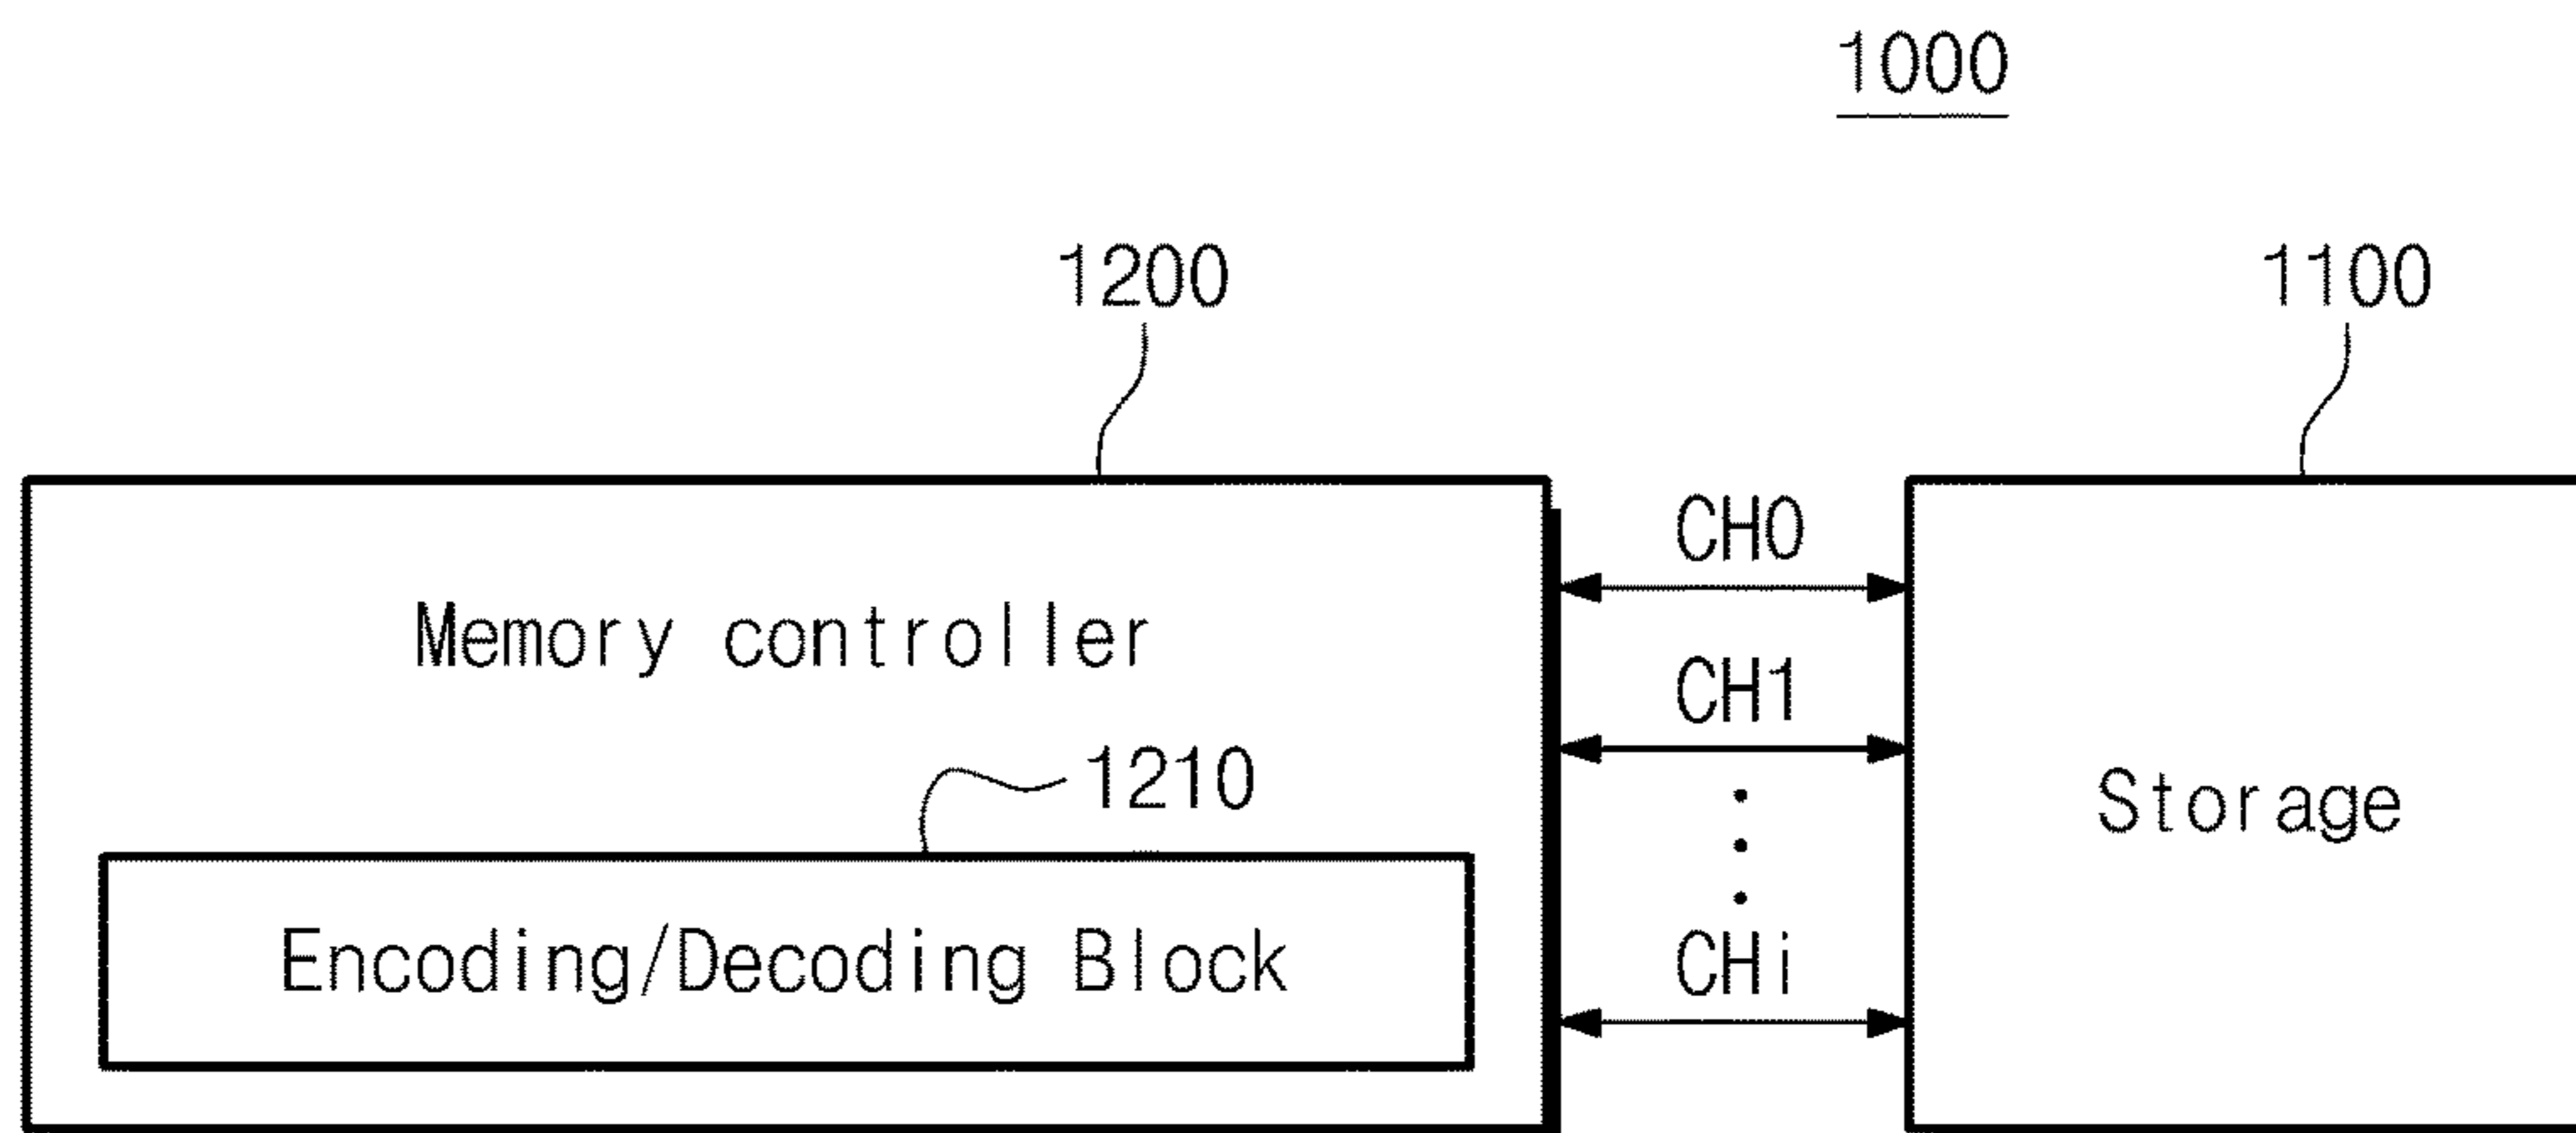 1000
1200
1100
CH0
Memory controller
CH1
1210
Storage
Encoding/Decoding Block
CHi